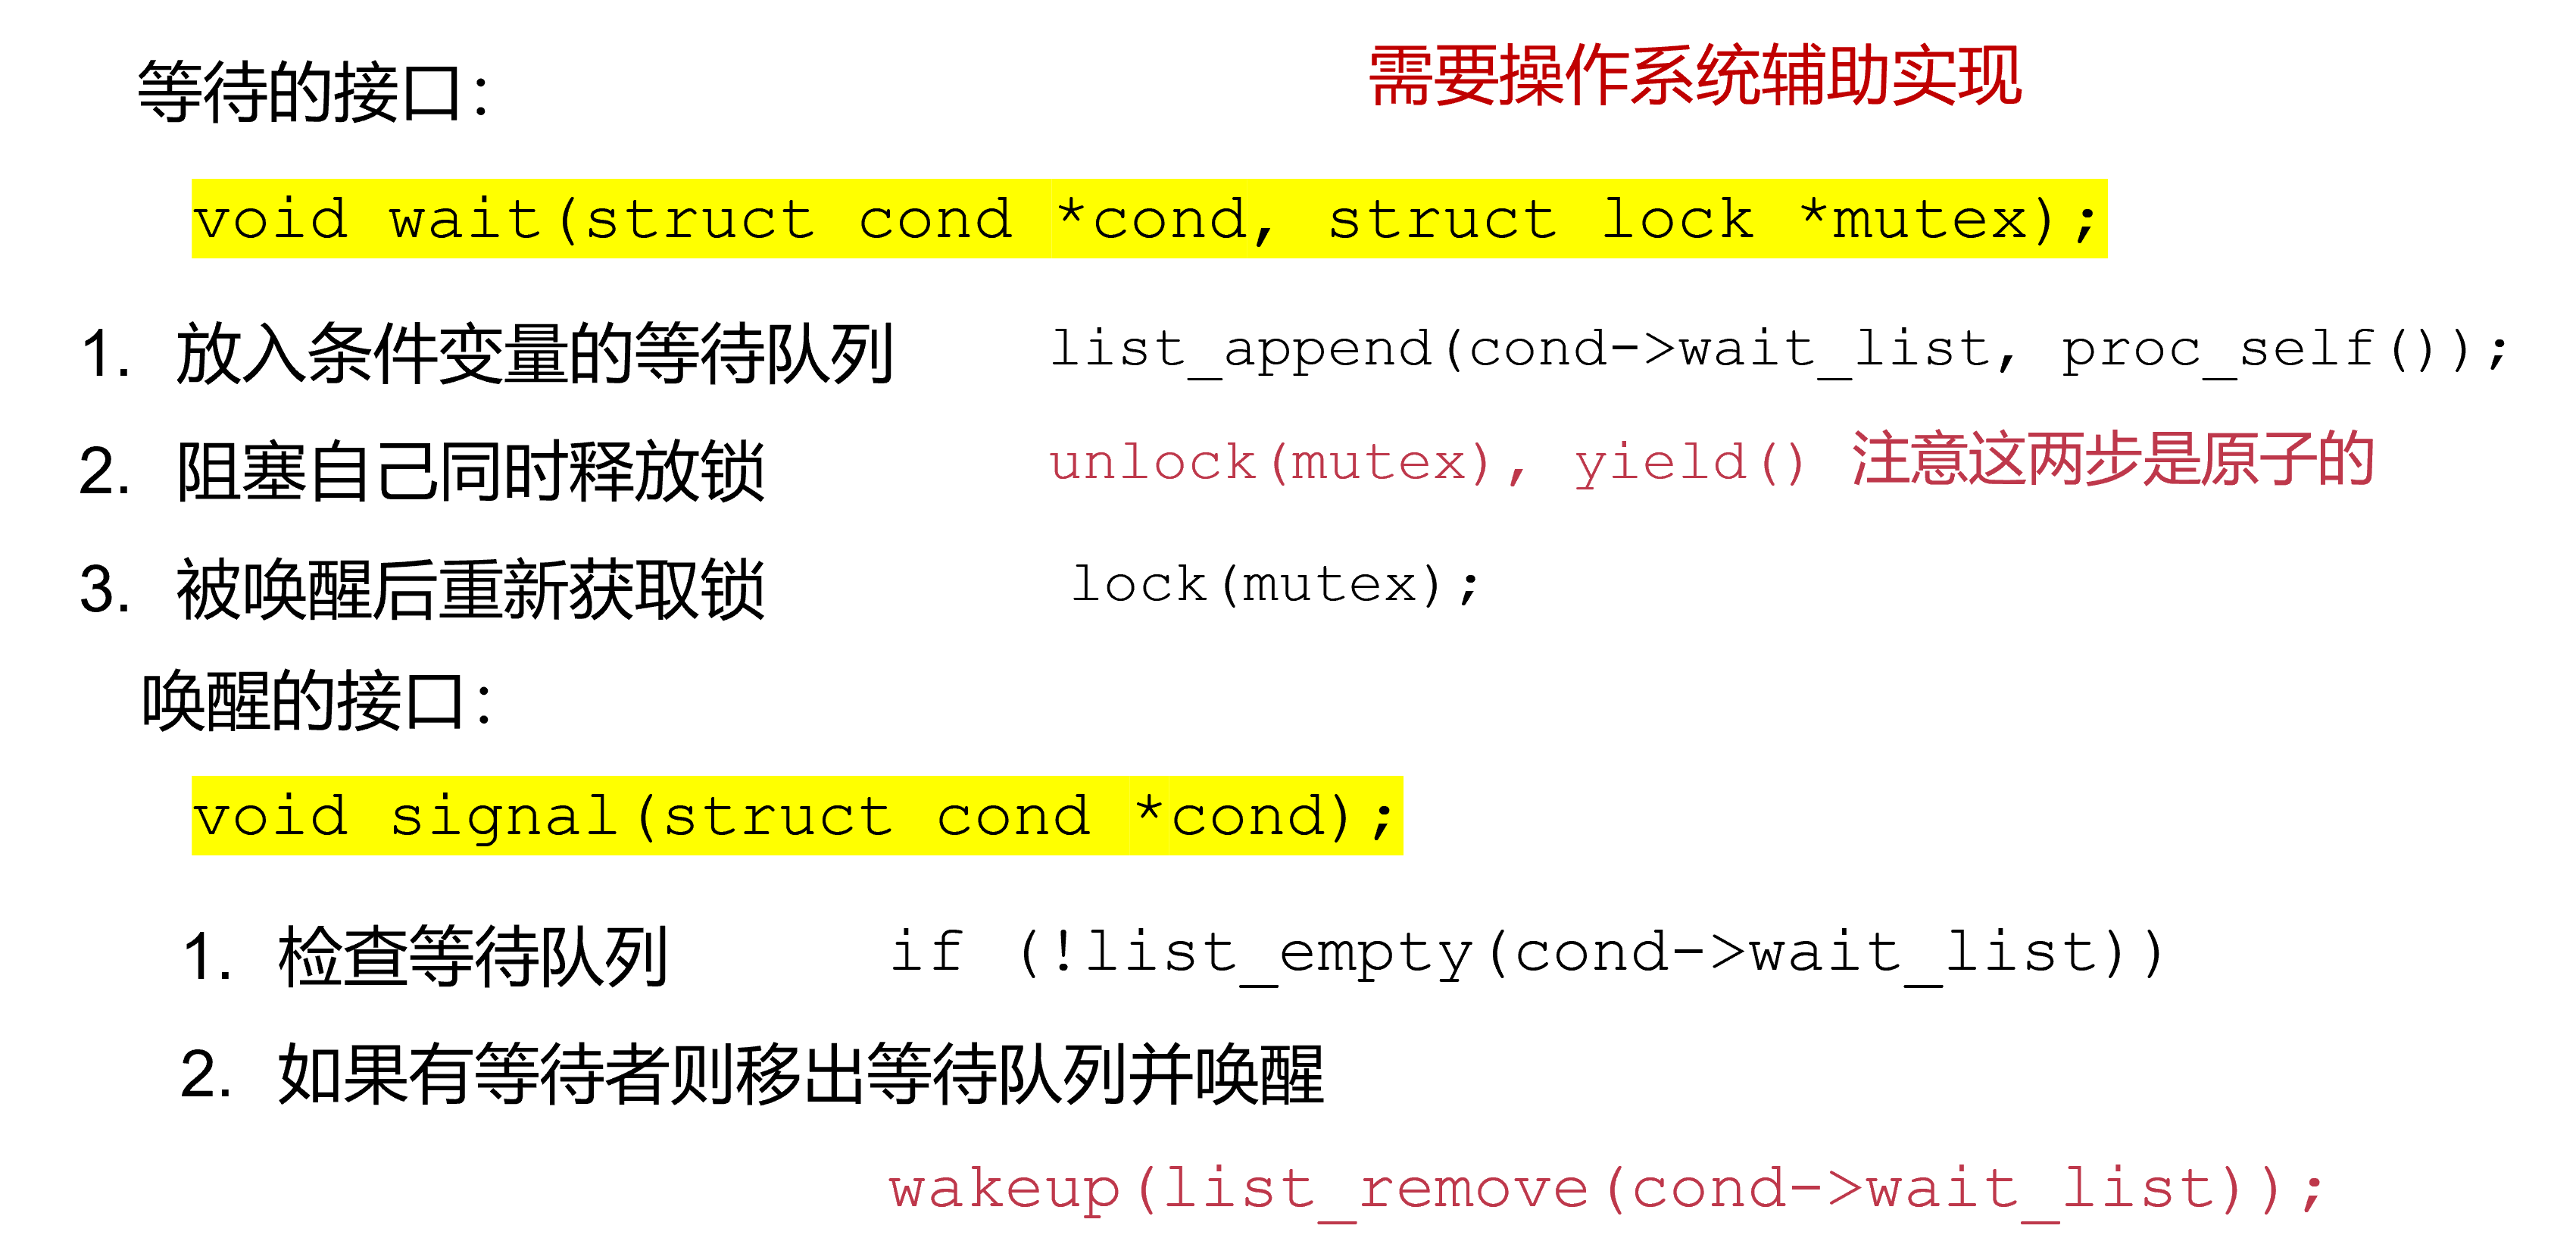 等待的接口：
需要操作系统辅助实现
void wait(struct cond *cond, struct lock *mutex);
1. 放入条件变量的等待队列 list_append(cond->wait_list, proc_self());
2. 阻塞自己同时释放锁 unlock(mutex), yield() 注意这两步是原子的
3. 被唤醒后重新获取锁 lock(mutex);
唤醒的接口：
void signal(struct cond *cond);
1. 检查等待队列 if (!list_empty(cond->wait_list))
2. 如果有等待者则移出等待队列并唤醒
wakeup(list_remove(cond->wait_list));